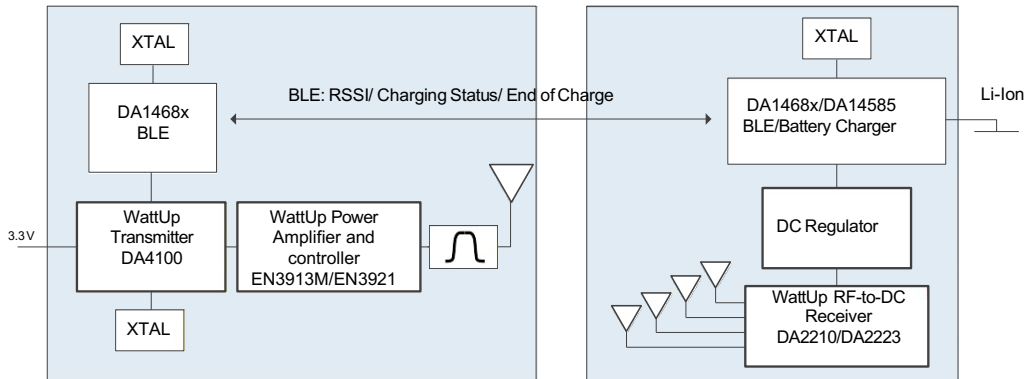 XTAL
DA1468x
BLE
3.3V
WattUp
Transmitter
DA4100
WattUp Power
Amplifier and
controller
EN3913M/EN3921
XTAL
BLE: RSSI/ Charging Status/ End of Charge
XTAL
DA1468x/DA14585
BLE/Battery Charger
Li-Ion
DC Regulator
WattUp RF-to-DC
Receiver
DA2210/DA2223